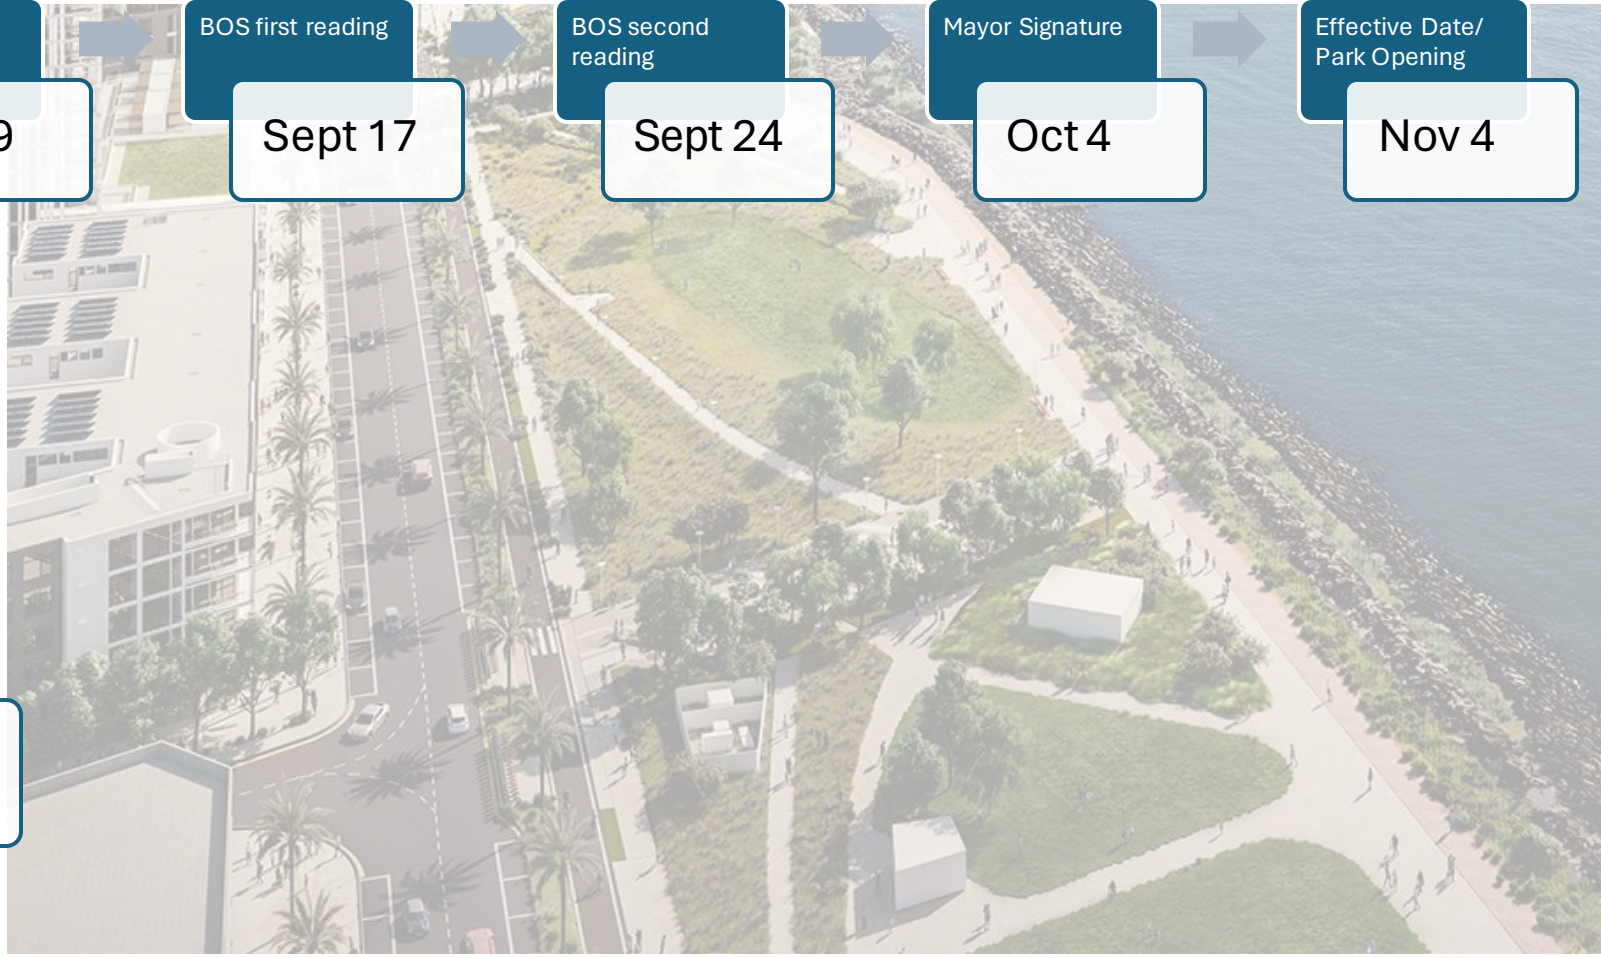 BOS first reading
BOS second
reading
Mayor Signature
Effective Date/
Park Opening
9
Sept 17
Sept 24
Oct 4
Nov 4